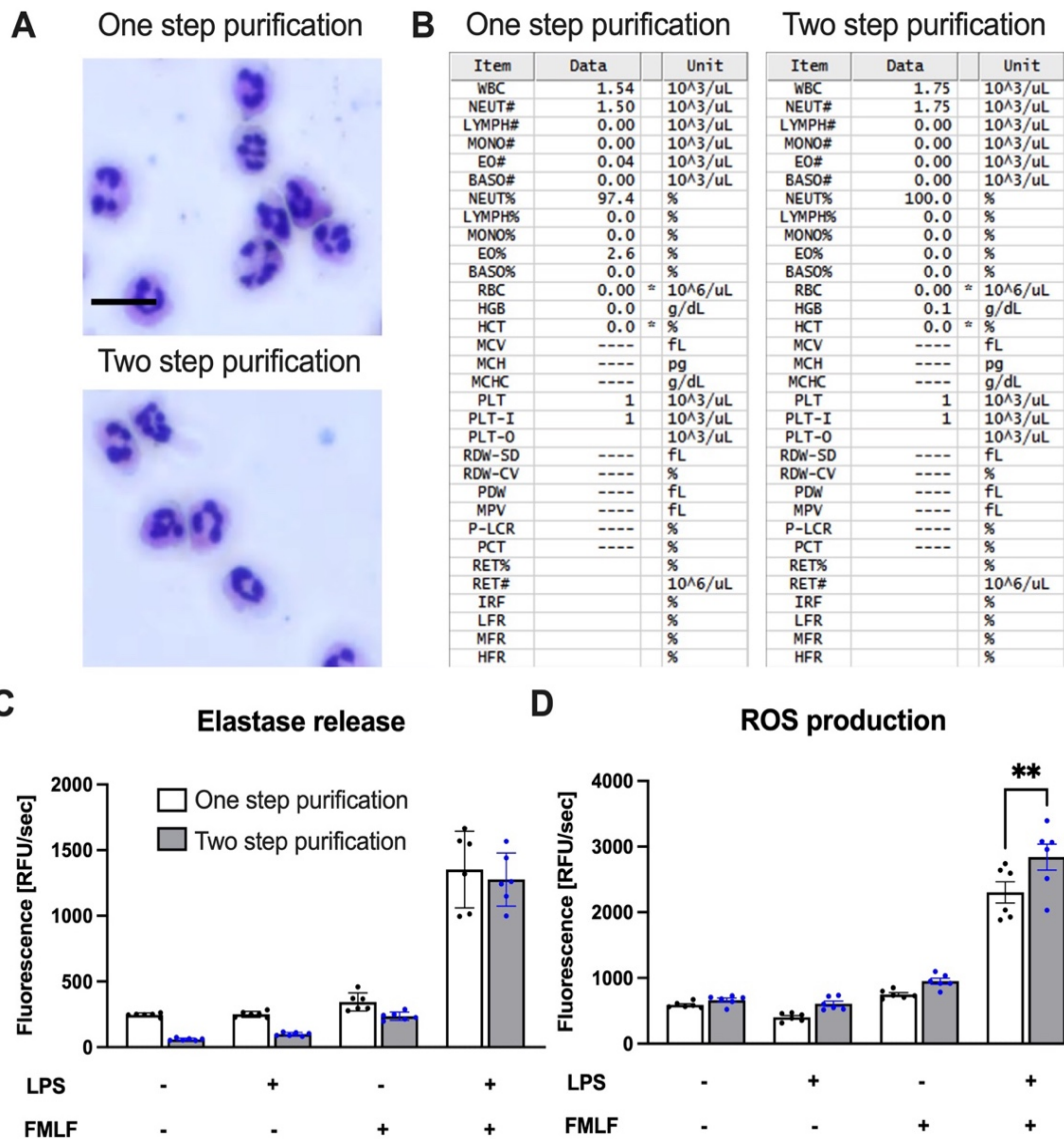 A
One step purification
Two step purification
B
One step purification
Item Data Unit
WBC 1.54 10^3/uL
NEUT# 1.50 10^3/uL
LYMPH# 0.00 10^3/uL
MONO# 0.00 10^3/uL
EO# 0.04 10^3/uL
BASO# 0.00 10^3/uL
NEUT% 97.4 %
LYMPH% 0.0 %
MONO% 0.0 %
EO% 2.6 %
BASO% 0.0 %
RBC 0.00 * 10^6/uL
HGB 0.0 g/dL
HCT 0.0 * %
MCV ---- fL
MCH ---- pg
MCHC ---- g/dL
PLT 1 10^3/uL
PLT-I 1 10^3/uL
PLT-O 10^3/uL
RDW-SD ---- fL
RDW-CV ---- %
PDW ---- fL
MPV ---- fL
P-LCR ---- %
PCT ---- %
RET% %
RET# 10^6/uL
IRF %
LFR %
MFR %
HFR %
Two step purification
Item Data Unit
WBC 1.75 10^3/uL
NEUT# 1.75 10^3/uL
LYMPH# 0.00 10^3/uL
MONO# 0.00 10^3/uL
EO# 0.00 10^3/uL
BASO# 0.00 10^3/uL
NEUT% 100.0 %
LYMPH% 0.0 %
MONO% 0.0 %
EO% 0.0 %
BASO% 0.0 %
RBC 0.00 * 10^6/uL
HGB 0.1 g/dL
HCT 0.0 * %
MCV ---- fL
MCH ---- pg
MCHC ---- g/dL
PLT 1 10^3/uL
PLT-I 1 10^3/uL
PLT-O 10^3/uL
RDW-SD ---- fL
RDW-CV ---- %
PDW ---- fL
MPV ---- fL
P-LCR ---- %
PCT ---- %
RET% %
RET# 10^6/uL
IRF %
LFR %
MFR %
HFR %
C
Elastase release
Fluorescence [RFU/sec]
2000
1500
1000
500
0
One step purification
Two step purification
LPS - + - +
FMLF - - + +
D
ROS production
Fluorescence [RFU/sec]
4000
3000
2000
1000
0
**
LPS - + - +
FMLF - - + +